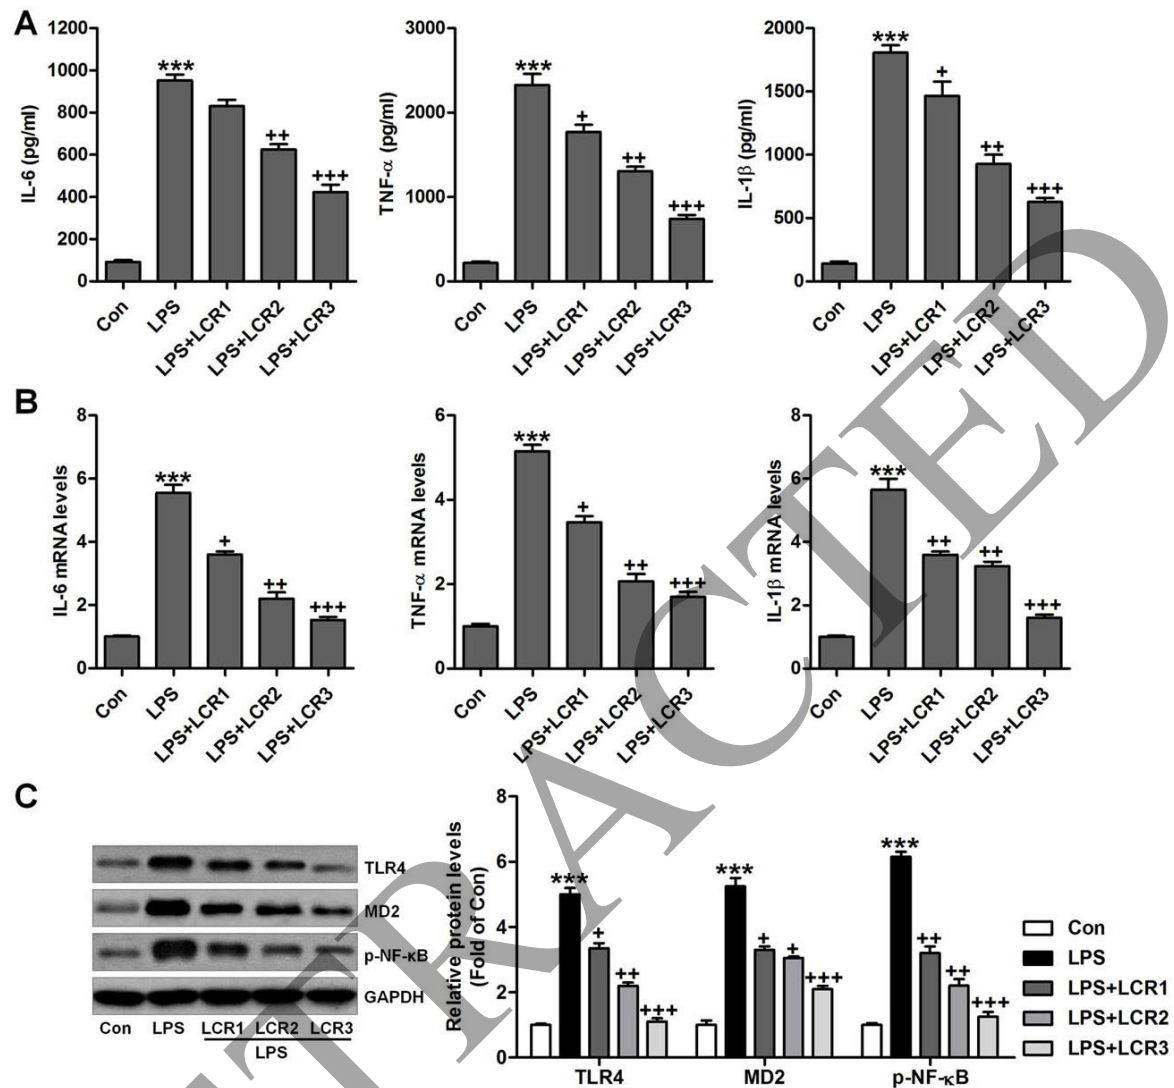 A
1200
1000
800
600
400
200
0
IL-6 (pg/ml)
***
++
+++
Con
LPS
LPS+LCR1
LPS+LCR2
LPS+LCR3
3000
2000
1000
0
TNF-α (pg/ml)
***
+
++
+++
Con
LPS
LPS+LCR1
LPS+LCR2
LPS+LCR3
2000
1500
1000
500
0
IL-1β (pg/ml)
***
+
++
+++
Con
LPS
LPS+LCR1
LPS+LCR2
LPS+LCR3
B
8
6
4
2
0
IL-6 mRNA levels
***
+
++
+++
Con
LPS
LPS+LCR1
LPS+LCR2
LPS+LCR3
6
4
2
0
TNF-α mRNA levels
***
+
++
+++
Con
LPS
LPS+LCR1
LPS+LCR2
LPS+LCR3
8
6
4
2
0
IL-1β mRNA levels
***
++
++
+++
Con
LPS
LPS+LCR1
LPS+LCR2
LPS+LCR3
C
TLR4
MD2
p-NF-κB
GAPDH
Con LPS LCR1 LCR2 LCR3
LPS
8
6
4
2
0
Relative protein levels
(Fold of Con)
***
+
++
+++
***
+
+
+++
***
++
++
+++
TLR4 MD2 p-NF-κB
Con
LPS
LPS+LCR1
LPS+LCR2
LPS+LCR3
TRACTED